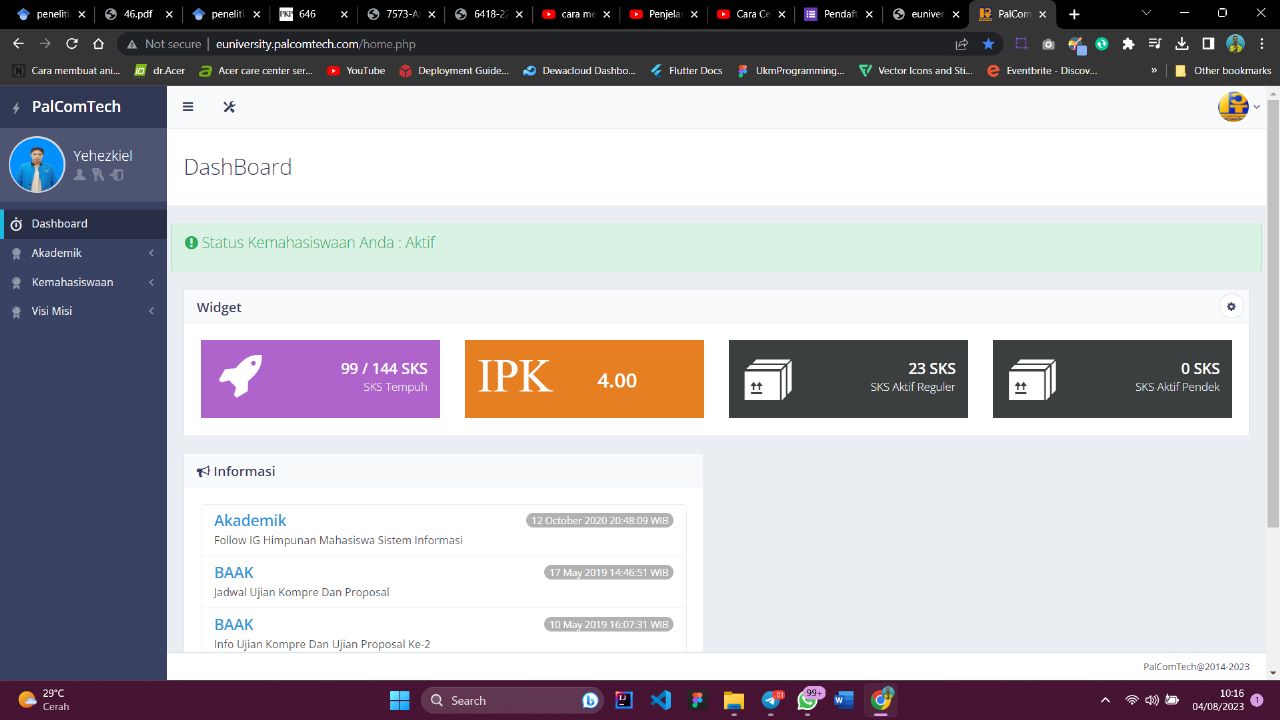 peneliti
46.pdf
peneliti
646
6418-2
cara me
Penjela
Cara Ce
Pendaft
euniver
PalCom
Not secure
euniversity.palcomtech.com/home.php
Cara membuat ani...
dr.Acer
Acer care center ser...
YouTube
Deployment Guide...
Dewacloud Dashbo...
Flutter Docs
UkmProgramming,...
Vector Icons and Sti...
Eventbrite - Discov...
»
Other bookmarks
PalComTech
Yehezkiel
DashBoard
Dashboard
Akademik
Kemahasiswaan
Visi Misi
Status Kemahasiswaan Anda : Aktif
Widget
99 / 144 SKS
SKS Tempuh
IPK
4.00
23 SKS
SKS Aktif Reguler
0 SKS
SKS Aktif Pendek
Informasi
Akademik
12 October 2020 20:48:09 WIB
Follow IG Himpunan Mahasiswa Sistem Informasi
BAAK
17 May 2019 14:46:51 WIB
Jadwal Ujian Kompre Dan Proposal
BAAK
10 May 2019 16:07:31 WIB
Info Ujian Kompre Dan Ujian Proposal Ke-2
PalComTech@2014-2023
29°C
Cerah
Search
99+
10:16
04/08/2023
1